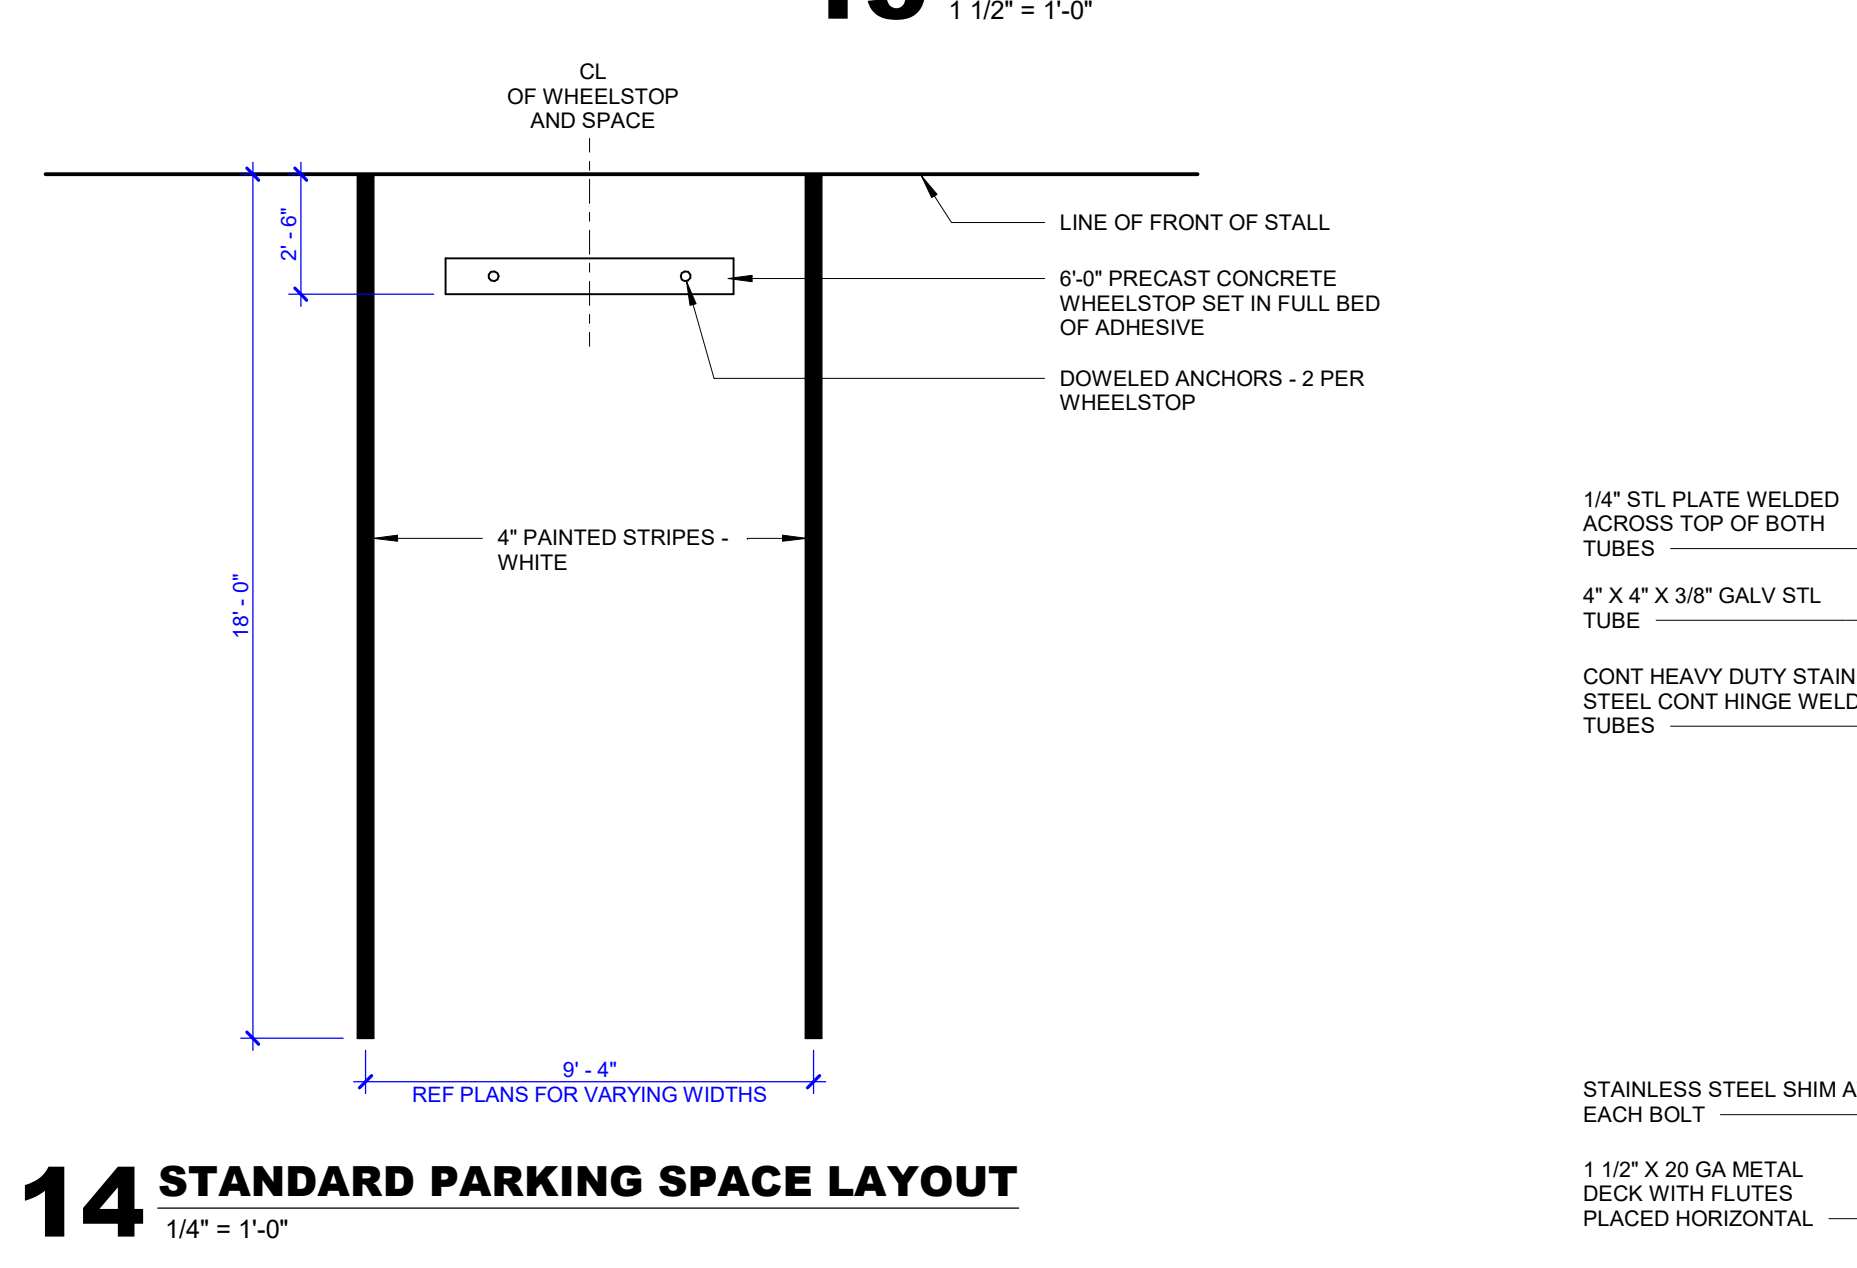 1 1/2" = 1'-0"
CL
OF WHEELSTOP
AND SPACE
2' - 6"
LINE OF FRONT OF STALL
6'-0" PRECAST CONCRETE
WHEELSTOP SET IN FULL BED
OF ADHESIVE
DOWELED ANCHORS - 2 PER
WHEELSTOP
4" PAINTED STRIPES -
WHITE
18' - 0"
9' - 4"
REF PLANS FOR VARYING WIDTHS
14 STANDARD PARKING SPACE LAYOUT
1/4" = 1'-0"
1/4" STL PLATE WELDED
ACROSS TOP OF BOTH
TUBES
4" X 4" X 3/8" GALV STL
TUBE
CONT HEAVY DUTY STAIN
STEEL CONT HINGE WELD
TUBES
STAINLESS STEEL SHIM A
EACH BOLT
1 1/2" X 20 GA METAL
DECK WITH FLUTES
PLACED HORIZONTAL